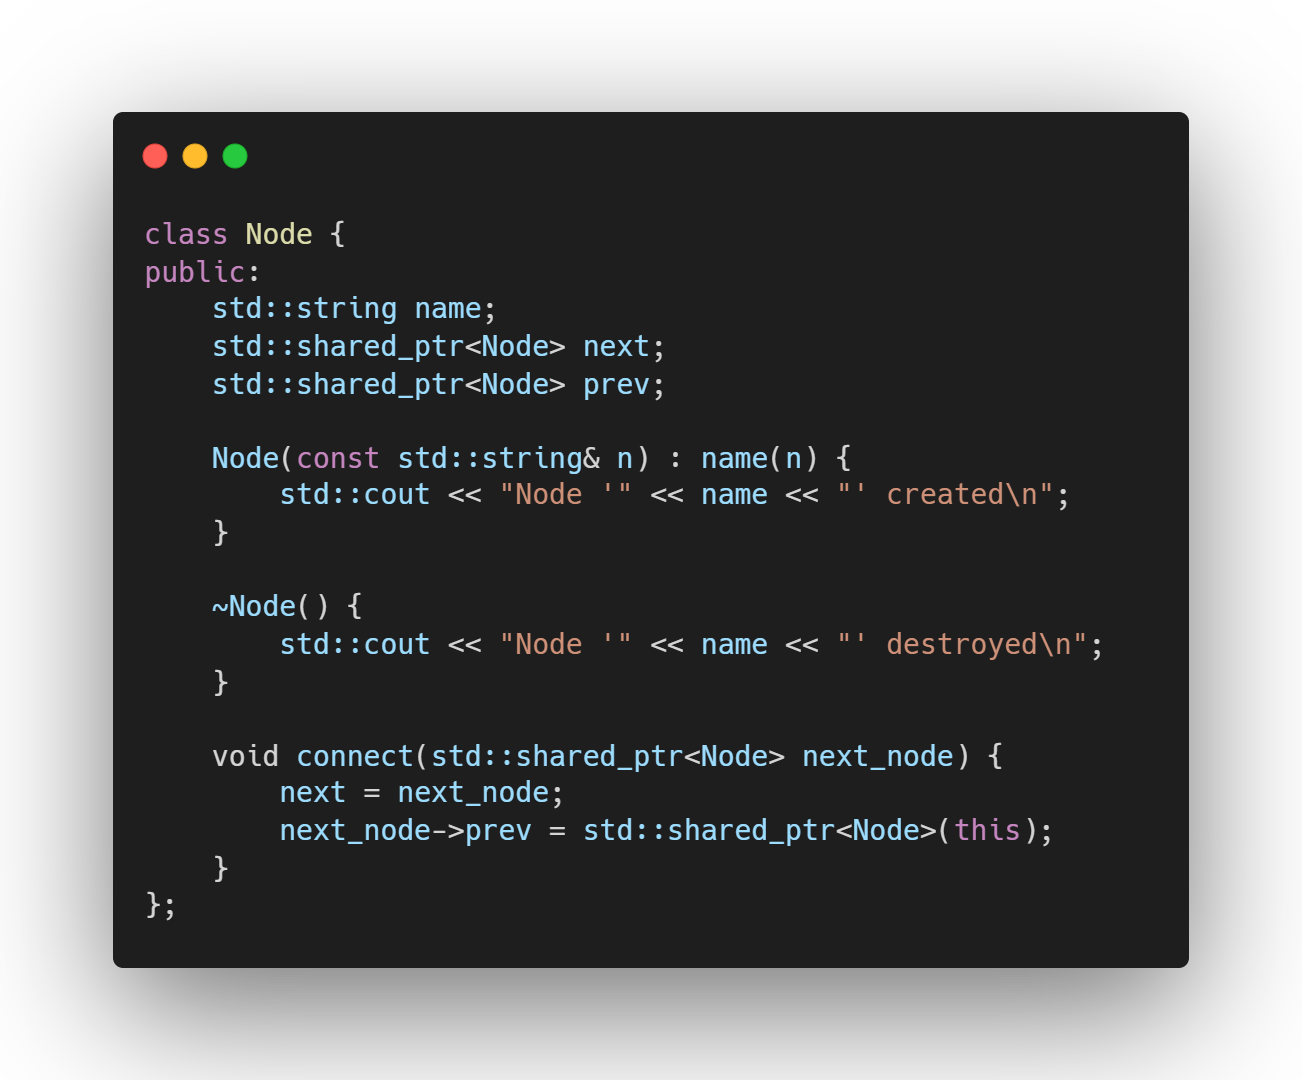 class Node {
public:
    std::string name;
    std::shared_ptr<Node> next;
    std::shared_ptr<Node> prev;

    Node(const std::string& n) : name(n) {
        std::cout << "Node '" << name << "' created\n";
    }

    ~Node() {
        std::cout << "Node '" << name << "' destroyed\n";
    }

    void connect(std::shared_ptr<Node> next_node) {
        next = next_node;
        next_node->prev = std::shared_ptr<Node>(this);
    }
};